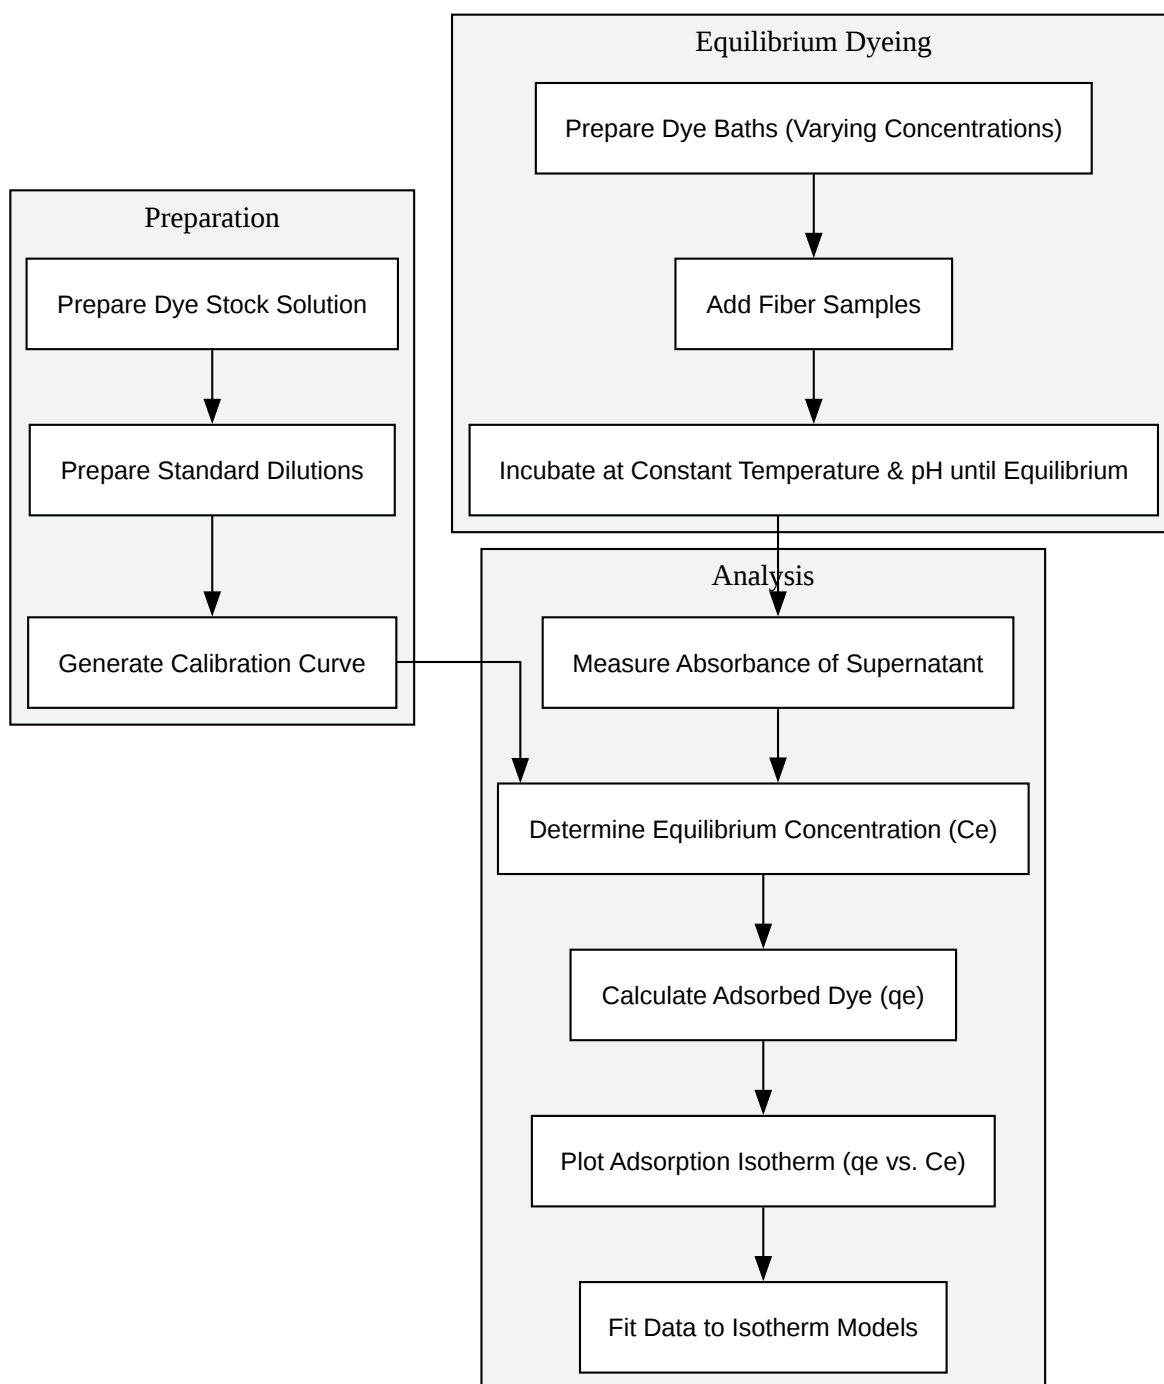 Equilibrium Dyeing
Prepare Dye Baths (Varying Concentrations)
Add Fiber Samples
Incubate at Constant Temperature & pH until Equilibrium
Preparation
Prepare Dye Stock Solution
Prepare Standard Dilutions
Generate Calibration Curve
Analysis
Measure Absorbance of Supernatant
Determine Equilibrium Concentration (Ce)
Calculate Adsorbed Dye (qe)
Plot Adsorption Isotherm (qe vs. Ce)
Fit Data to Isotherm Models